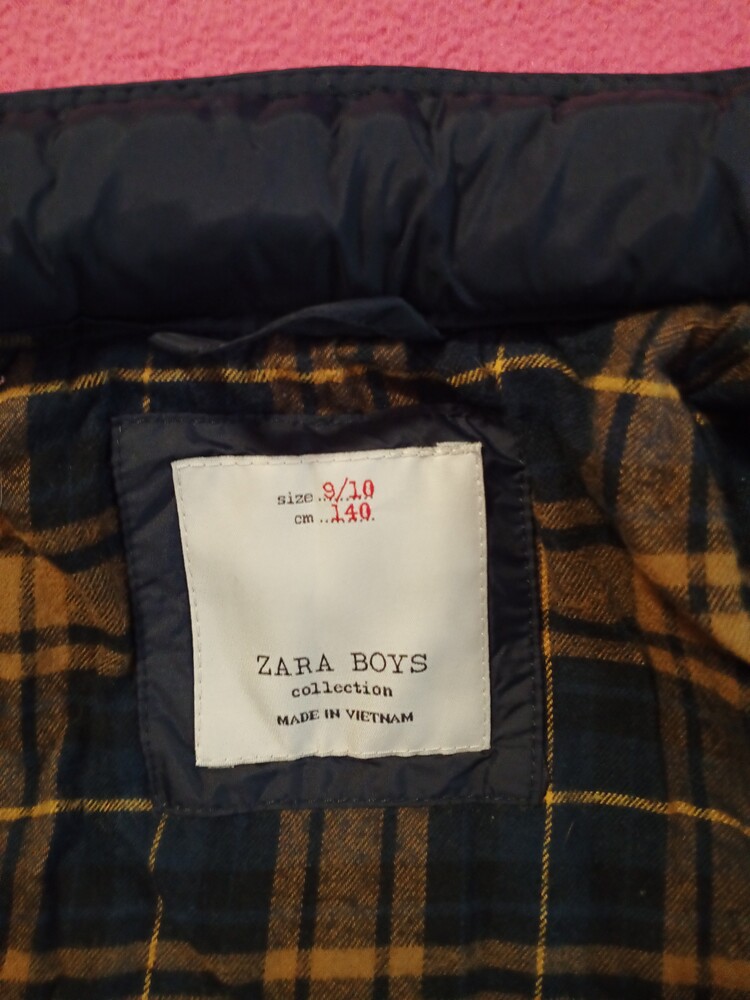 size 9/10
cm 140
ZARA BOYS
collection
MADE IN VIETNAM